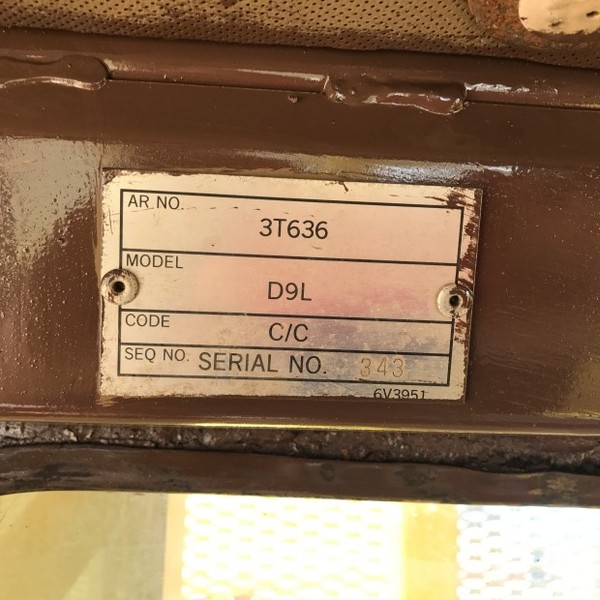 AR NO.
3T636
MODEL
D9L
CODE
C/C
SEQ NO. SERIAL NO. 343
6V3951